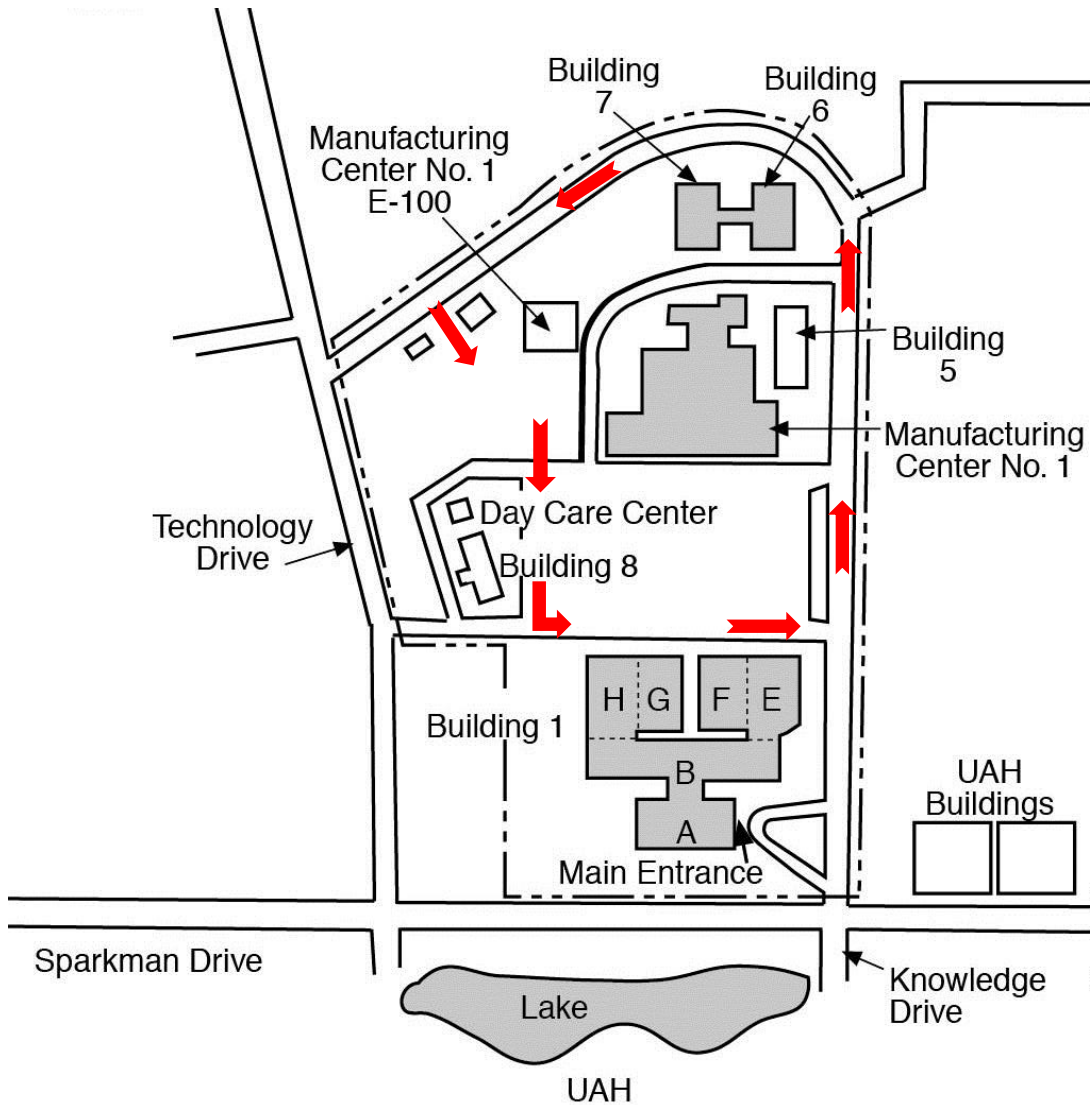 Building
7
Building
6
Manufacturing
Center No. 1
E-100
Building
5
Manufacturing
Center No. 1
Technology
Drive
Day Care Center
Building 8
H
G
F
E
Building 1
B
UAH
Buildings
A
Main Entrance
Sparkman Drive
Knowledge
Drive
Lake
UAH